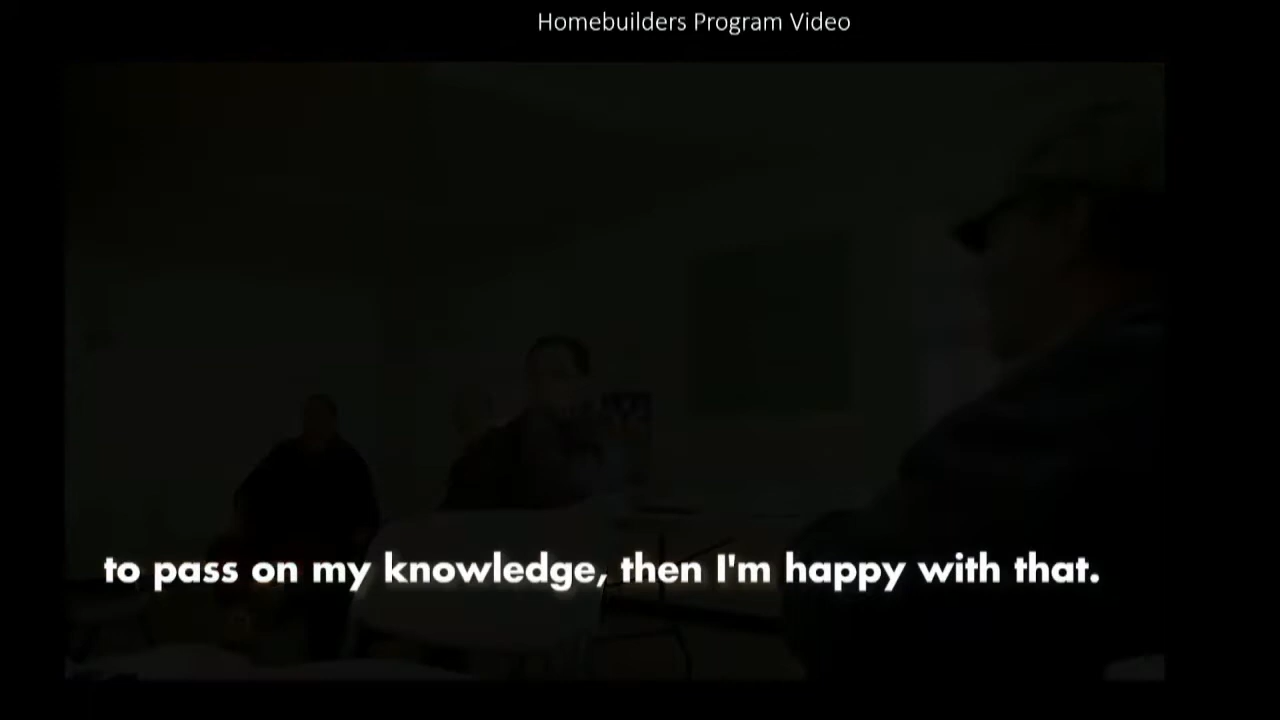 Homebuilders Program Video
to pass on my knowledge, then I'm happy with that.